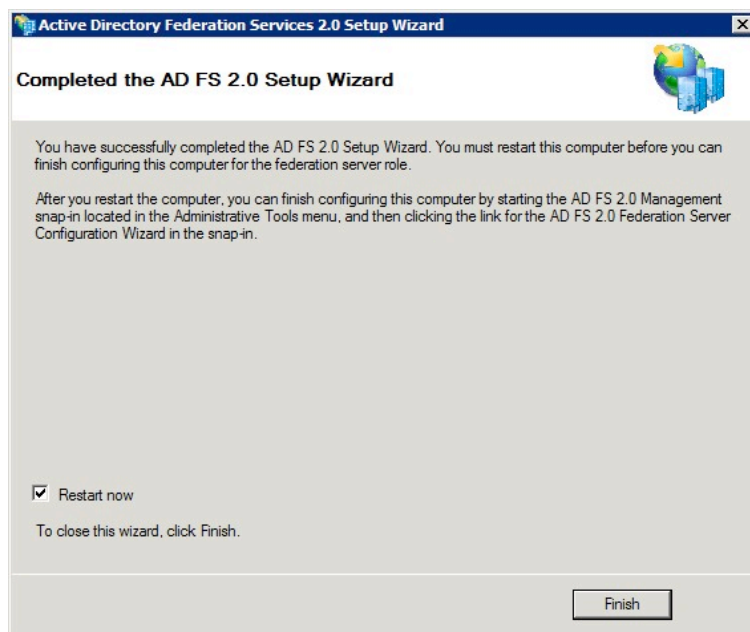 Active Directory Federation Services 2.0 Setup Wizard
Completed the AD FS 2.0 Setup Wizard
You have successfully completed the AD FS 2.0 Setup Wizard. You must restart this computer before you can
finish configuring this computer for the federation server role.
After you restart the computer, you can finish configuring this computer by starting the AD FS 2.0 Management
snap-in located in the Administrative Tools menu, and then clicking the link for the AD FS 2.0 Federation Server
Configuration Wizard in the snap-in.
Restart now
To close this wizard, click Finish.
Finish